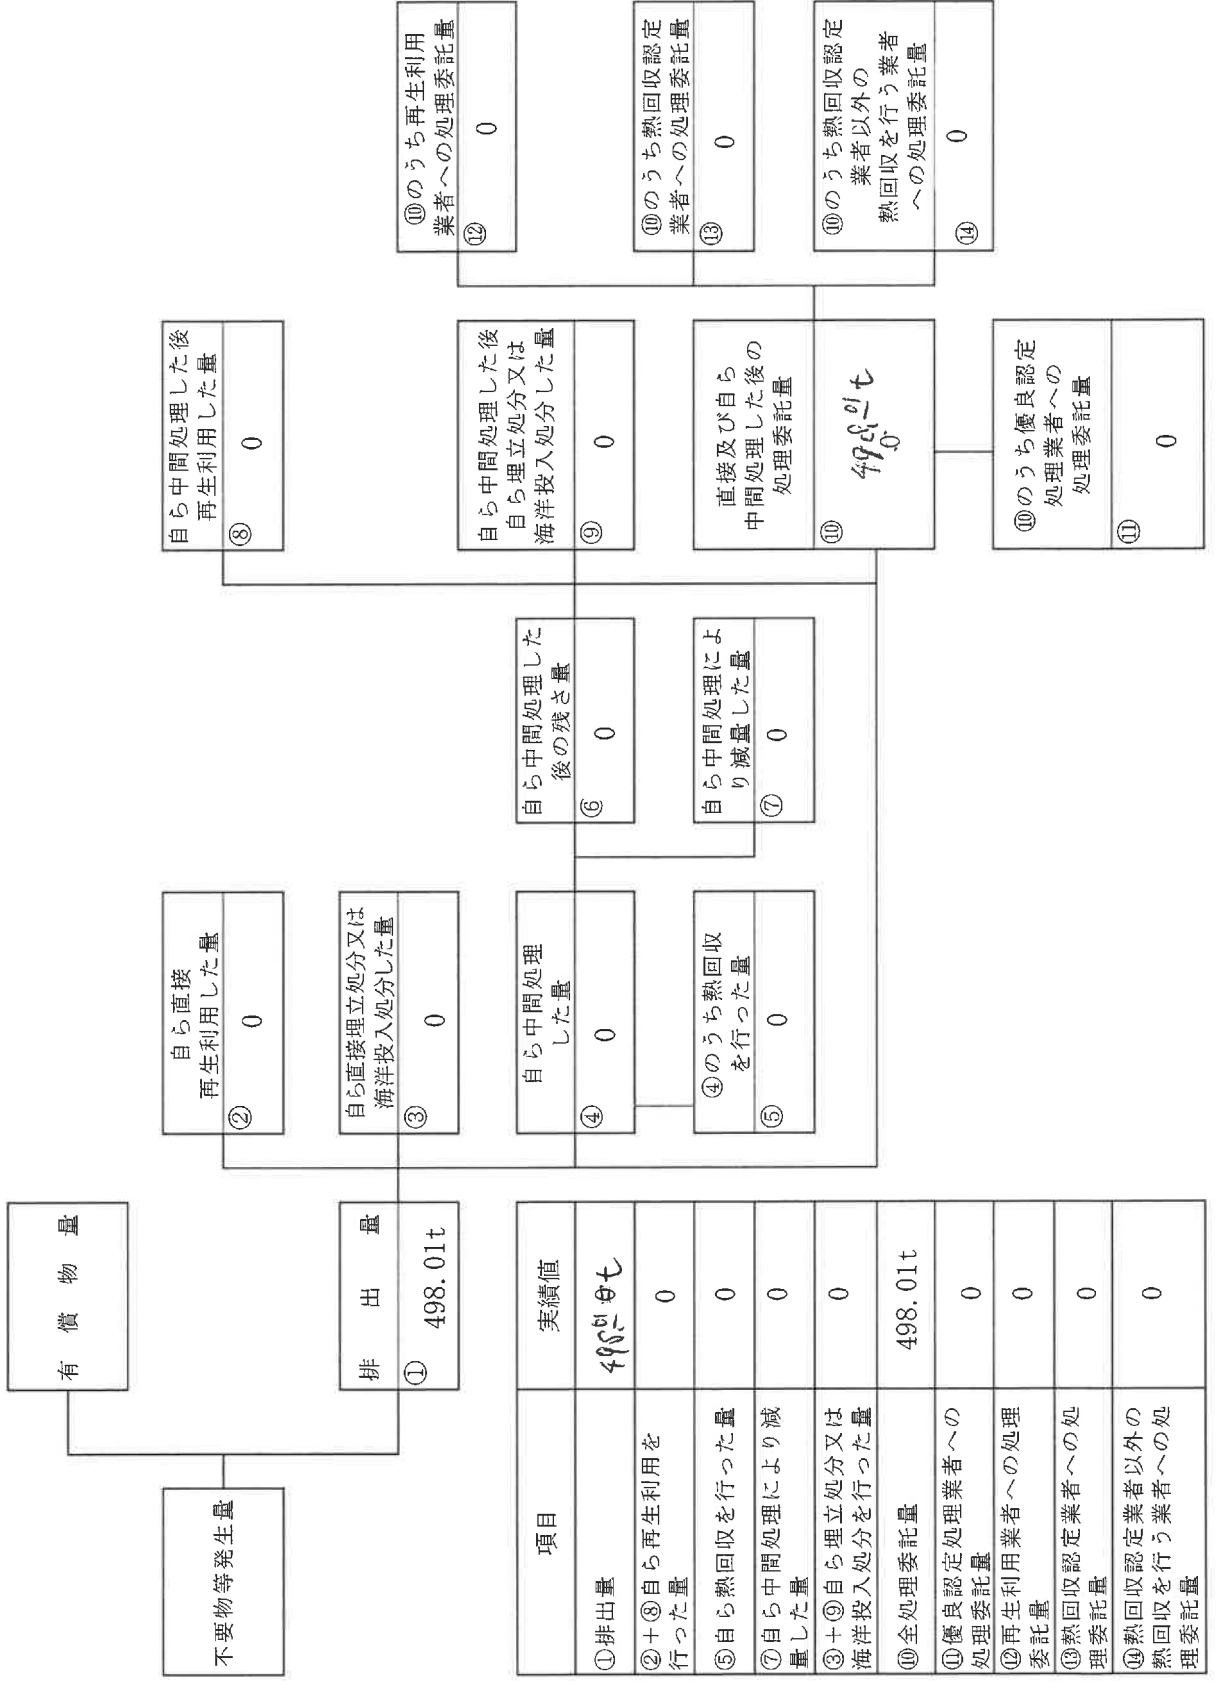 不要物等発生量
有償物量
排出量
① 498.01t
自ら直接
再生利用した量
② 0
自ら直接埋立処分又は
海洋投入処分した量
③ 0
自ら中間処理
した量
④ 0
④のうち熱回収
を行った量
⑤ 0
自ら中間処理した
後の残さ量
⑥ 0
自ら中間処理によ
り減量した量
⑦ 0
自ら中間処理した後
再生利用した量
⑧ 0
自ら中間処理した後
自ら埋立処分又は
海洋投入処分した量
⑨ 0
直接及び自ら
中間処理した後の
処理委託量
⑩
⑩のうち優良認定
処理業者への
処理委託量
⑪ 0
⑩のうち再生利用
業者への処理委託量
⑫ 0
⑩のうち熱回収認定
業者への処理委託量
⑬ 0
⑩のうち熱回収認定
業者以外の
熱回収を行う業者
への処理委託量
⑭ 0
項目 実績値
①排出量
②+⑧自ら再生利用を
行った量 0
⑤自ら熱回収を行った量 0
⑦自ら中間処理により減
量した量 0
③+⑨自ら埋立処分又は
海洋投入処分を行った量 0
⑩全処理委託量 498.01t
⑪優良認定処理業者への
処理委託量 0
⑫再生利用業者への処理
委託量 0
⑬熱回収認定業者への処
理委託量 0
⑭熱回収認定業者以外の
熱回収を行う業者への処
理委託量 0